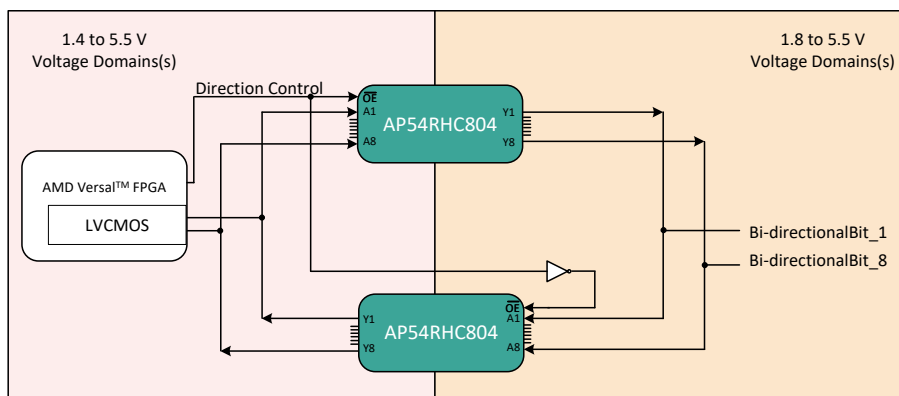 1.4 to 5.5 V
Voltage Domains(s)
1.8 to 5.5 V
Voltage Domains(s)
Direction Control
OE
A1
A8
AP54RHC804
Y1
Y8
AMD Versal™ FPGA
LVCMOS
Bi-directionalBit_1
Bi-directionalBit_8
Y1
Y8
AP54RHC804
OE
A1
A8